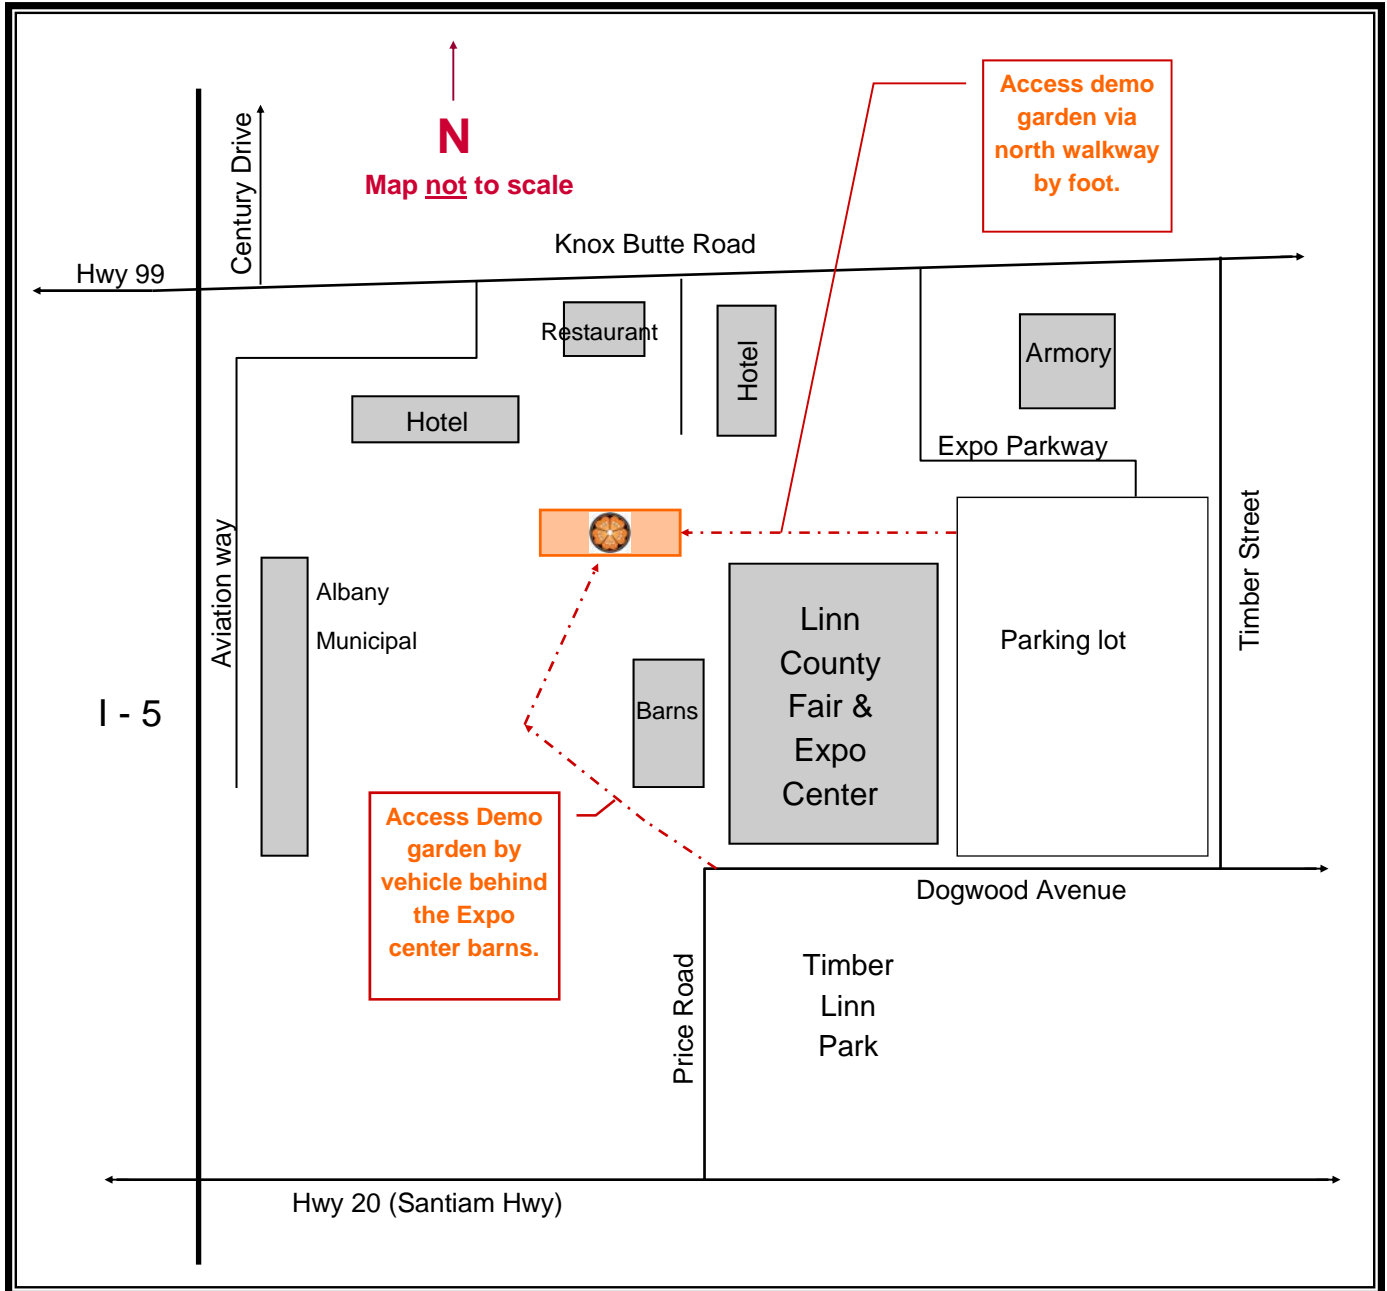 N
Map not to scale
Access demo
garden via
north walkway
by foot.
Century Drive
Knox Butte Road
Hwy 99
Restaurant
Hotel
Armory
Hotel
Expo Parkway
Aviation way
Albany
Municipal
Timber Street
Linn
County
Fair &
Expo
Center
Parking lot
Barns
I - 5
Access Demo
garden by
vehicle behind
the Expo
center barns.
Dogwood Avenue
Price Road
Timber
Linn
Park
Hwy 20 (Santiam Hwy)